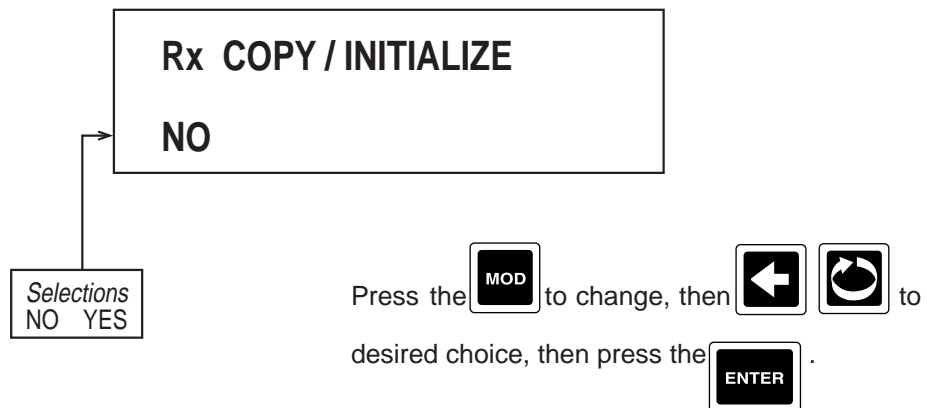 Rx COPY / INITIALIZE
NO
Selections
NO YES
Press the MOD to change, then to
desired choice, then press the ENTER .